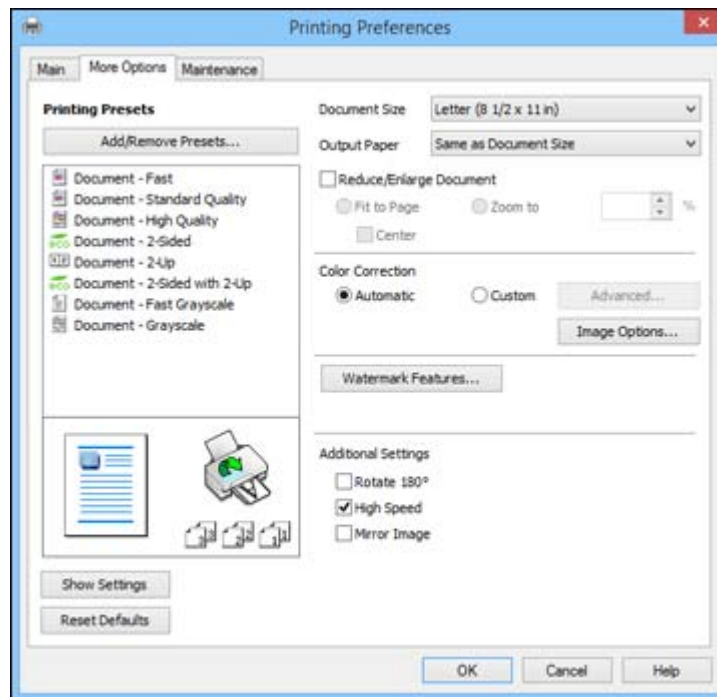 Printing Preferences
Main
More Options
Maintenance
Printing Presets
Add/Remove Presets...
Document - Fast
Document - Standard Quality
Document - High Quality
Document - 2-Sided
Document - 2-Up
Document - 2-Sided with 2-Up
Document - Fast Grayscale
Document - Grayscale
Show Settings
Reset Defaults
Document Size
Letter (8 1/2 x 11 in)
Output Paper
Same as Document Size
Reduce/Enlarge Document
Fit to Page
Zoom to
%
Center
Color Correction
Automatic
Custom
Advanced...
Image Options...
Watermark Features...
Additional Settings
Rotate 180°
High Speed
Mirror Image
OK
Cancel
Help